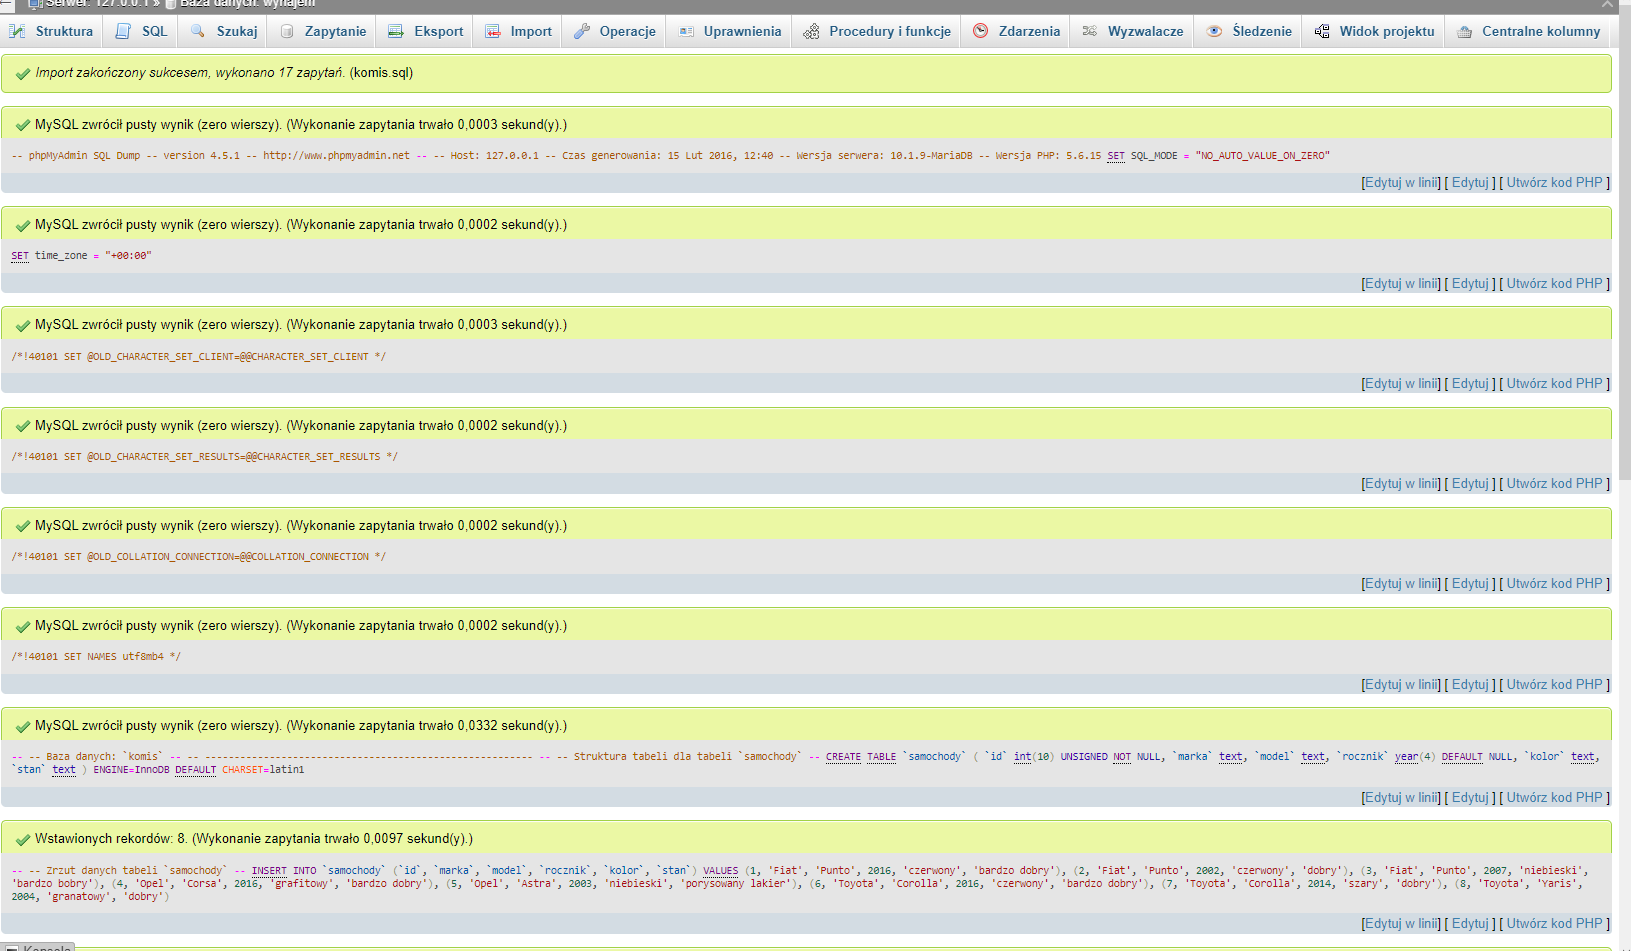 Serwer: 127.0.0.1 » Baza danych: wynajem
Struktura SQL Szukaj Zapytanie Eksport Import Operacje Uprawnienia Procedury i funkcje Zdarzenia Wyzwalacze Śledzenie Widok projektu Centralne kolumny
Import zakończony sukcesem, wykonano 17 zapytań. (komis.sql)
MySQL zwrócił pusty wynik (zero wierszy). (Wykonanie zapytania trwało 0,0003 sekund(y).)
-- phpMyAdmin SQL Dump -- version 4.5.1 -- http://www.phpmyadmin.net -- -- Host: 127.0.0.1 -- Czas generowania: 15 Lut 2016, 12:40 -- Wersja serwera: 10.1.9-MariaDB -- Wersja PHP: 5.6.15 SET SQL_MODE = "NO_AUTO_VALUE_ON_ZERO"
[Edytuj w linii] [ Edytuj ] [ Utwórz kod PHP ]
MySQL zwrócił pusty wynik (zero wierszy). (Wykonanie zapytania trwało 0,0002 sekund(y).)
SET time_zone = "+00:00"
[Edytuj w linii] [ Edytuj ] [ Utwórz kod PHP ]
MySQL zwrócił pusty wynik (zero wierszy). (Wykonanie zapytania trwało 0,0003 sekund(y).)
/*!40101 SET @OLD_CHARACTER_SET_CLIENT=@@CHARACTER_SET_CLIENT */
[Edytuj w linii] [ Edytuj ] [ Utwórz kod PHP ]
MySQL zwrócił pusty wynik (zero wierszy). (Wykonanie zapytania trwało 0,0002 sekund(y).)
/*!40101 SET @OLD_CHARACTER_SET_RESULTS=@@CHARACTER_SET_RESULTS */
[Edytuj w linii] [ Edytuj ] [ Utwórz kod PHP ]
MySQL zwrócił pusty wynik (zero wierszy). (Wykonanie zapytania trwało 0,0002 sekund(y).)
/*!40101 SET @OLD_COLLATION_CONNECTION=@@COLLATION_CONNECTION */
[Edytuj w linii] [ Edytuj ] [ Utwórz kod PHP ]
MySQL zwrócił pusty wynik (zero wierszy). (Wykonanie zapytania trwało 0,0002 sekund(y).)
/*!40101 SET NAMES utf8mb4 */
[Edytuj w linii] [ Edytuj ] [ Utwórz kod PHP ]
MySQL zwrócił pusty wynik (zero wierszy). (Wykonanie zapytania trwało 0,0332 sekund(y).)
-- -- Baza danych: `komis` -- -- -------------------------------------------------------- -- -- Struktura tabeli dla tabeli `samochody` -- CREATE TABLE `samochody` ( `id` int(10) UNSIGNED NOT NULL, `marka` text, `model` text, `rocznik` year(4) DEFAULT NULL, `kolor` text,
`stan` text ) ENGINE=InnoDB DEFAULT CHARSET=latin1
[Edytuj w linii] [ Edytuj ] [ Utwórz kod PHP ]
Wstawionych rekordów: 8. (Wykonanie zapytania trwało 0,0097 sekund(y).)
-- -- Zrzut danych tabeli `samochody` -- INSERT INTO `samochody` (`id`, `marka`, `model`, `rocznik`, `kolor`, `stan`) VALUES (1, 'Fiat', 'Punto', 2016, 'czerwony', 'bardzo dobry'), (2, 'Fiat', 'Punto', 2002, 'czerwony', 'dobry'), (3, 'Fiat', 'Punto', 2007, 'niebieski',
'bardzo bobry'), (4, 'Opel', 'Corsa', 2016, 'grafitowy', 'bardzo dobry'), (5, 'Opel', 'Astra', 2003, 'niebieski', 'porysowany lakier'), (6, 'Toyota', 'Corolla', 2016, 'czerwony', 'bardzo dobry'), (7, 'Toyota', 'Corolla', 2014, 'szary', 'dobry'), (8, 'Toyota', 'Yaris',
2004, 'granatowy', 'dobry')
[Edytuj w linii] [ Edytuj ] [ Utwórz kod PHP ]
Konsola